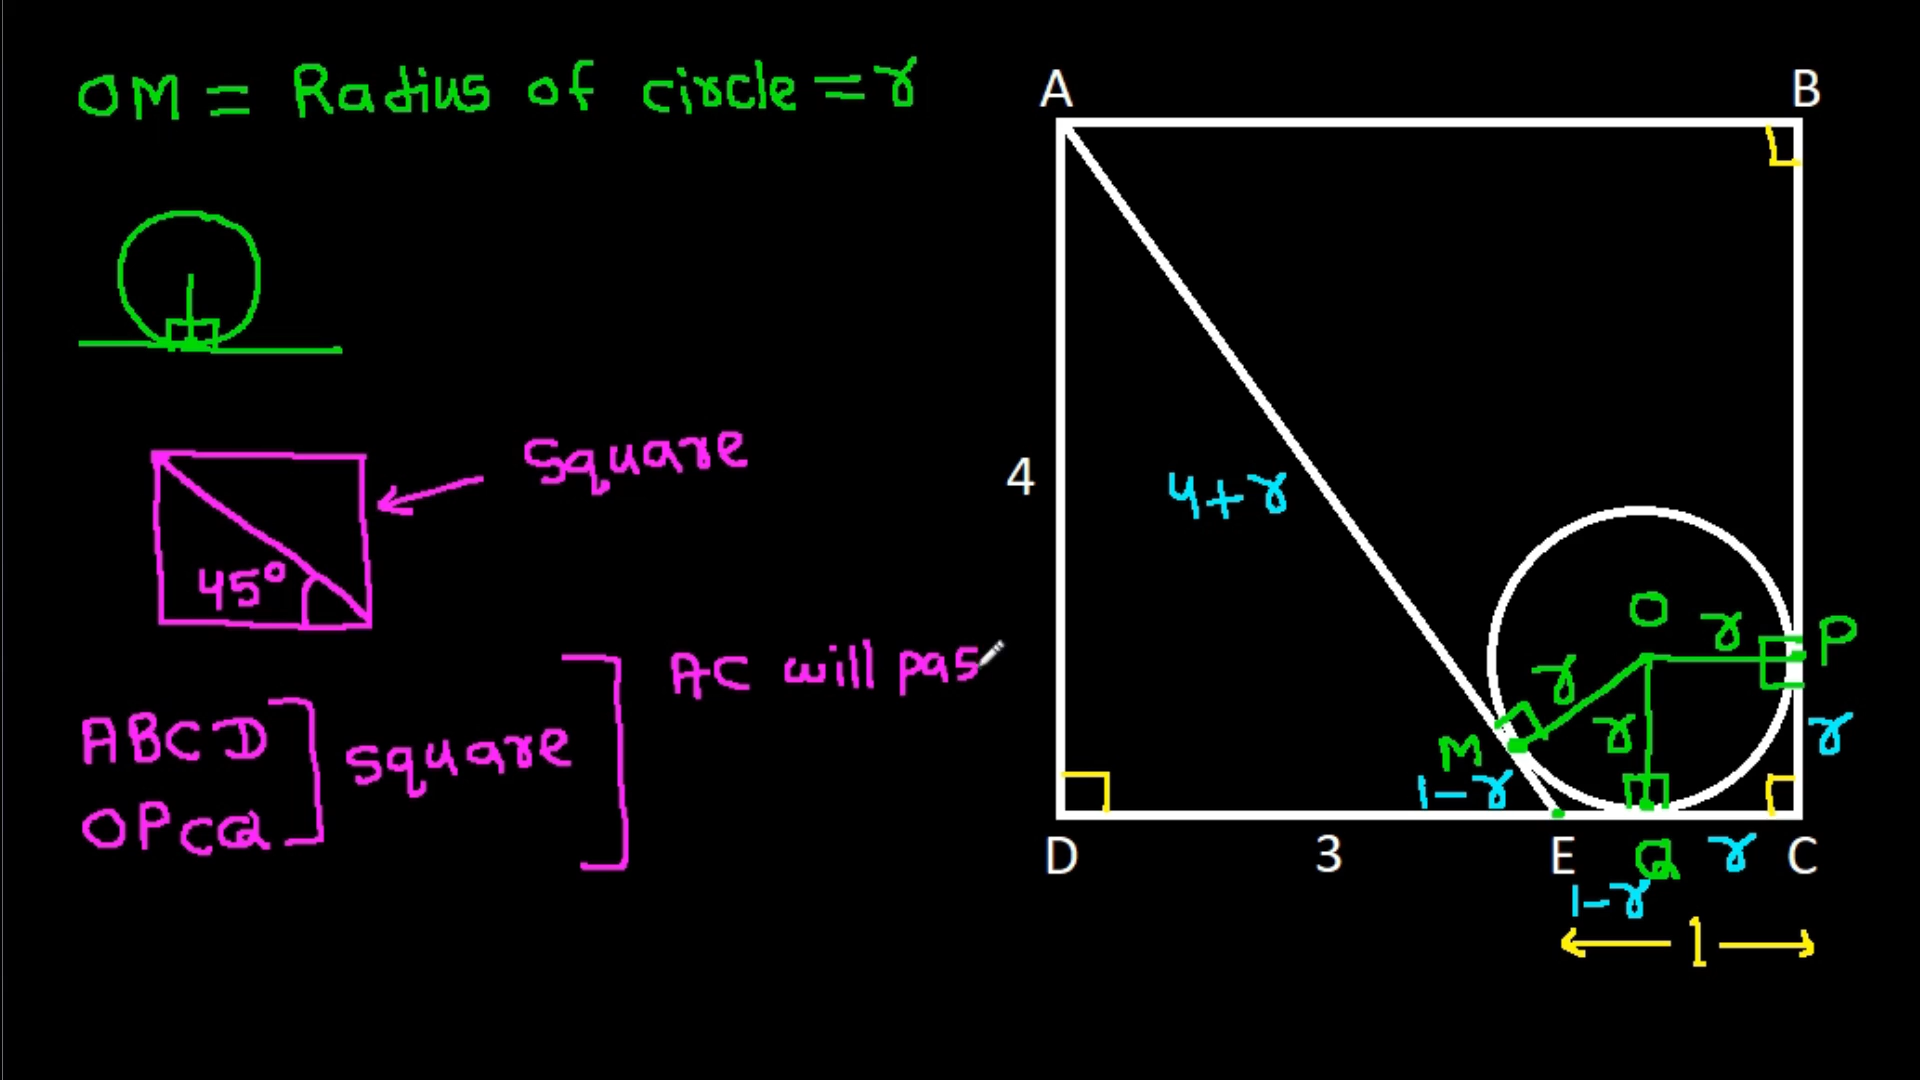 OM = Radius of circle = r
Square
45°
AC will pas
ABCD
OPCQ
square
A
B
4
4+r
O
r
P
r
r
r
M
1-r
D
3
E
Q
r
C
1-r
1